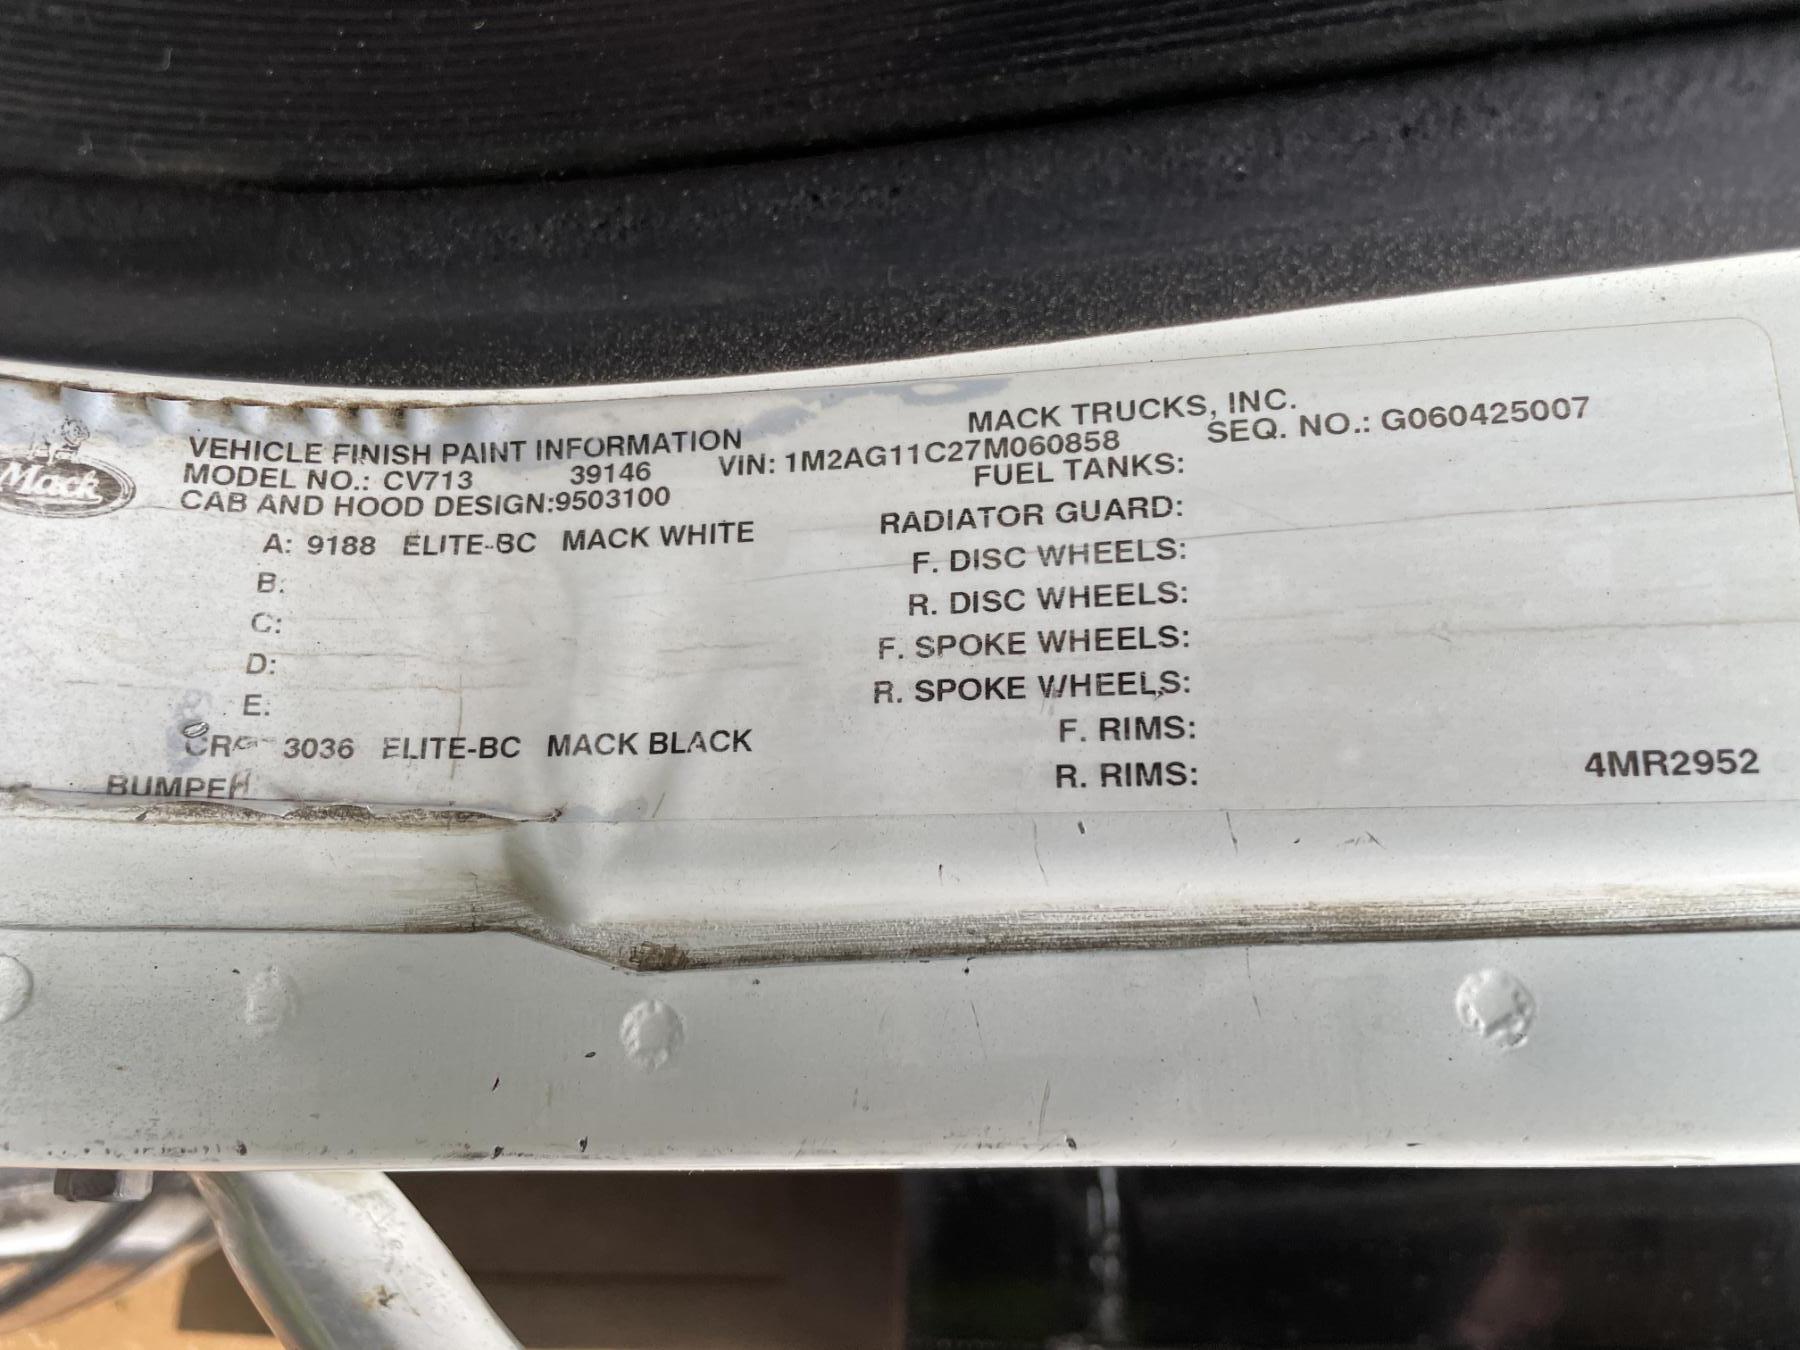 Mack
MACK TRUCKS, INC.
VEHICLE FINISH PAINT INFORMATION
MODEL NO.: CV713 39146 VIN: 1M2AG11C27M060858 SEQ. NO.: G060425007
CAB AND HOOD DESIGN:9503100
A: 9188 ELITE-BC MACK WHITE
B:
C:
D:
E:
3036 ELITE-BC MACK BLACK
BUMPER
FUEL TANKS:
RADIATOR GUARD:
F. DISC WHEELS:
R. DISC WHEELS:
F. SPOKE WHEELS:
R. SPOKE WHEELS:
F. RIMS:
R. RIMS:
4MR2952